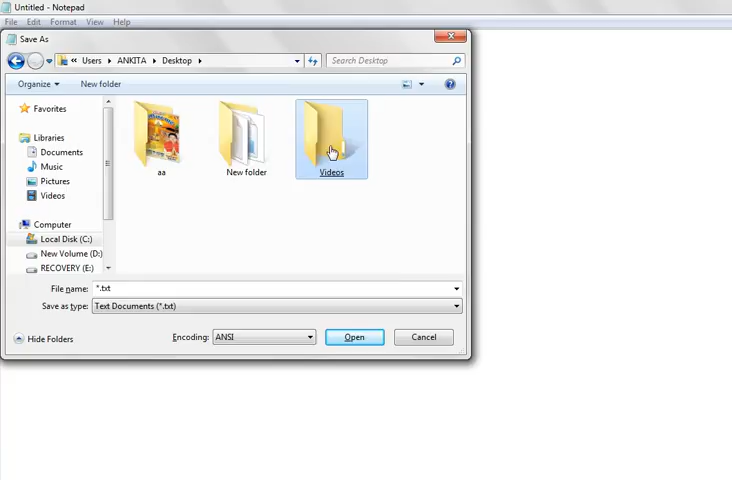 Untitled - Notepad
File Edit Format View Help
Save As
« Users ANKITA Desktop
Search Desktop
Organize New folder
Favorites
Libraries
Documents
Music
Pictures
Videos
Computer
Local Disk (C:)
New Volume (D:)
RECOVERY (E:)
aa
New folder
Videos
File name: *.txt
Save as type: Text Documents (*.txt)
Hide Folders
Encoding: ANSI
Open
Cancel